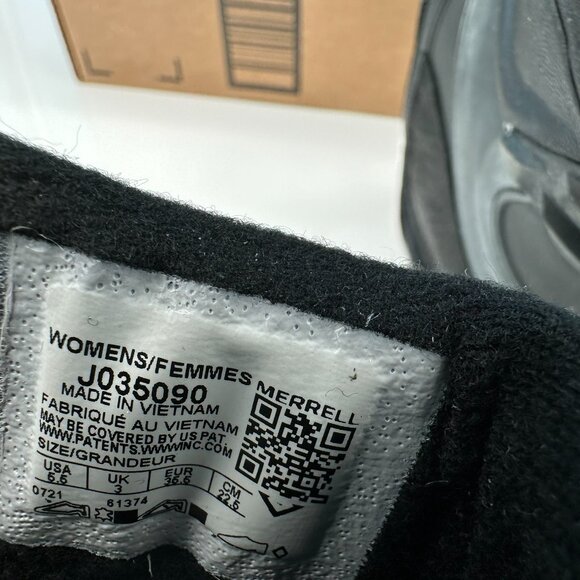 WOMENS/FEMMES MERRELL
J035090
MADE IN VIETNAM
FABRIQUÉ AU VIETNAM
MAY BE COVERED BY US PAT.
WWW.PATENTS.WWWINC.COM
SIZE/GRANDEUR
USA UK EUR CM
5.5 3 35.5 22.5
0721 61374